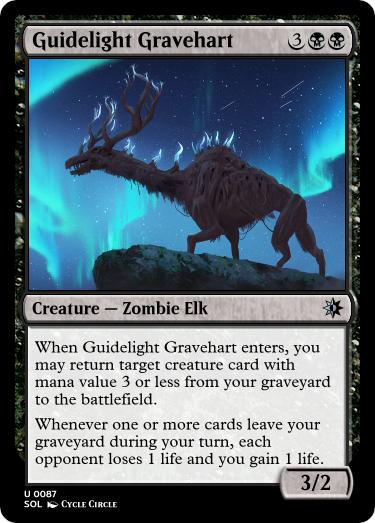 Guidelight Gravehart 3
Creature — Zombie Elk
When Guidelight Gravehart enters, you
may return target creature card with
mana value 3 or less from your graveyard
to the battlefield.
Whenever one or more cards leave your
graveyard during your turn, each
opponent loses 1 life and you gain 1 life.
3/2
U 0087
SOL Cycle Circle